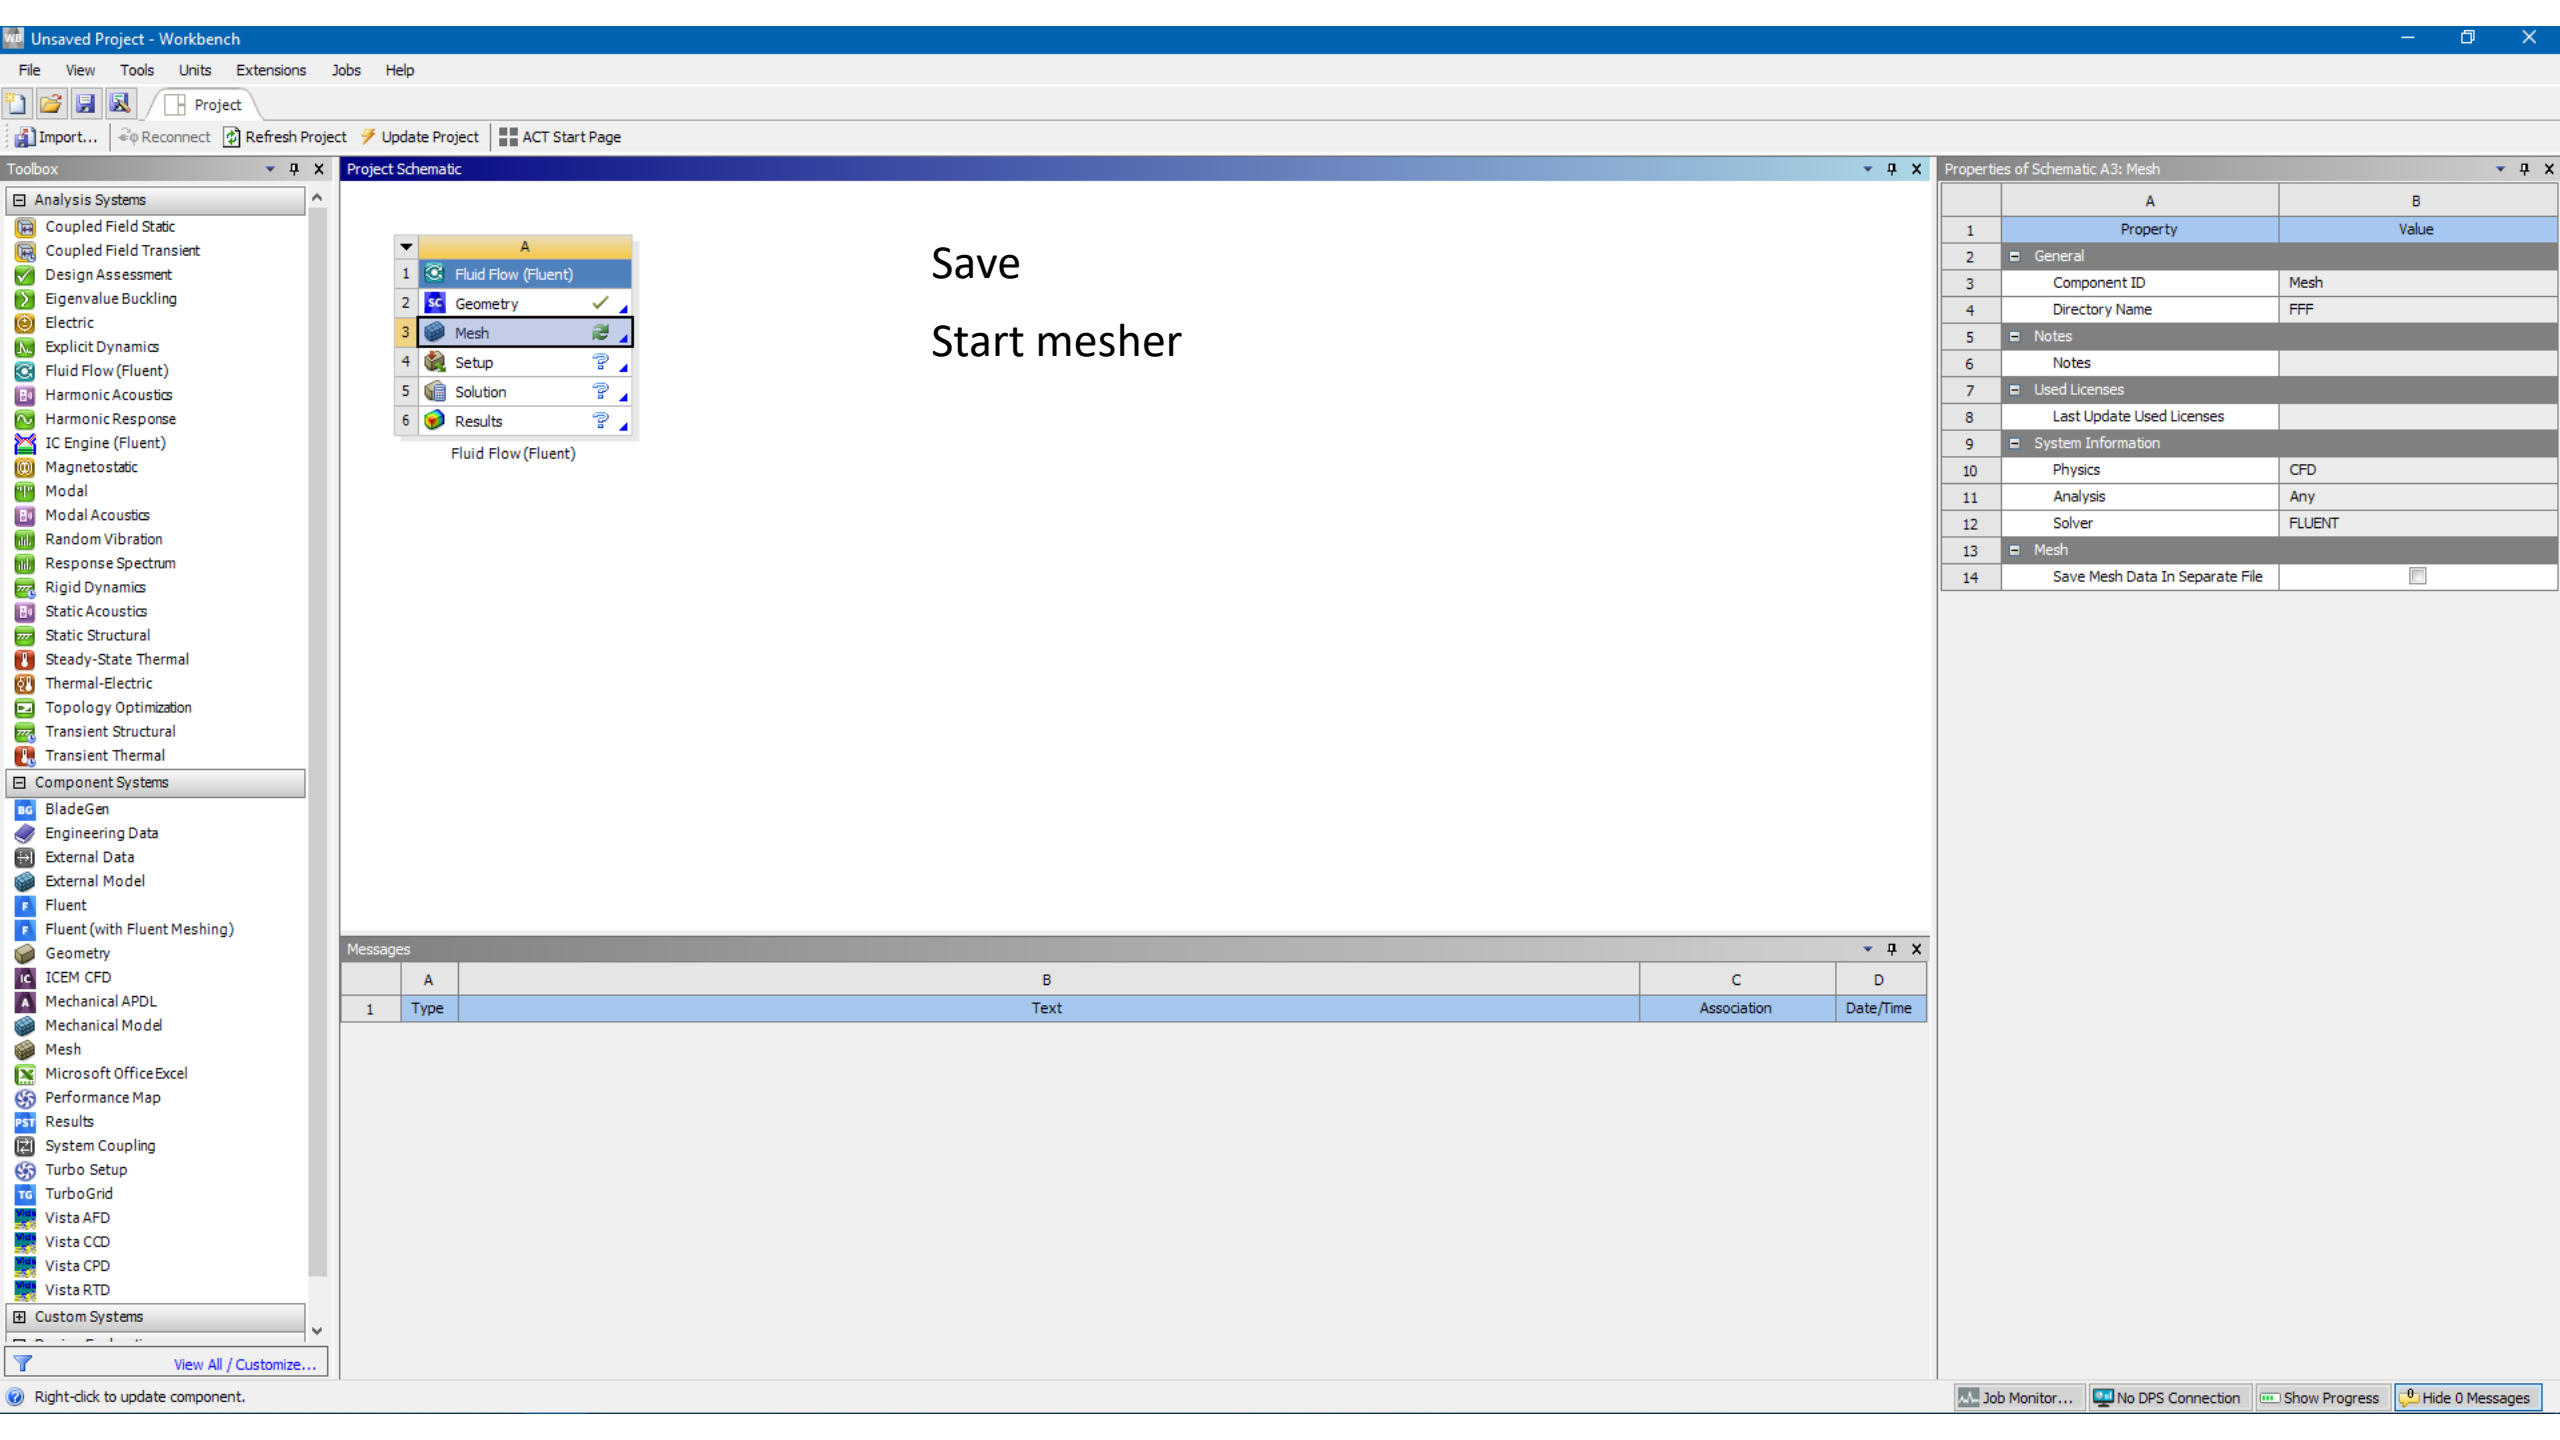 Unsaved Project - Workbench
File View Tools Units Extensions Jobs Help
Project
Import... Reconnect Refresh Project Update Project ACT Start Page
Toolbox
Analysis Systems
Coupled Field Static
Coupled Field Transient
Design Assessment
Eigenvalue Buckling
Electric
Explicit Dynamics
Fluid Flow (Fluent)
Harmonic Acoustics
Harmonic Response
IC Engine (Fluent)
Magnetostatic
Modal
Modal Acoustics
Random Vibration
Response Spectrum
Rigid Dynamics
Static Acoustics
Static Structural
Steady-State Thermal
Thermal-Electric
Topology Optimization
Transient Structural
Transient Thermal
Component Systems
BladeGen
Engineering Data
External Data
External Model
Fluent
Fluent (with Fluent Meshing)
Geometry
ICEM CFD
Mechanical APDL
Mechanical Model
Mesh
Microsoft Office Excel
Performance Map
Results
System Coupling
Turbo Setup
TurboGrid
Vista AFD
Vista CCD
Vista CPD
Vista RTD
Custom Systems
View All / Customize...
Project Schematic
A
1 Fluid Flow (Fluent)
2 Geometry
3 Mesh
4 Setup
5 Solution
6 Results
Fluid Flow (Fluent)
Save
Start mesher
Messages
A B C D
1 Type Text Association Date/Time
Properties of Schematic A3: Mesh
A B
1 Property Value
2 General
3 Component ID Mesh
4 Directory Name FFF
5 Notes
6 Notes
7 Used Licenses
8 Last Update Used Licenses
9 System Information
10 Physics CFD
11 Analysis Any
12 Solver FLUENT
13 Mesh
14 Save Mesh Data In Separate File
Right-click to update component.
Job Monitor... No DPS Connection Show Progress Hide 0 Messages